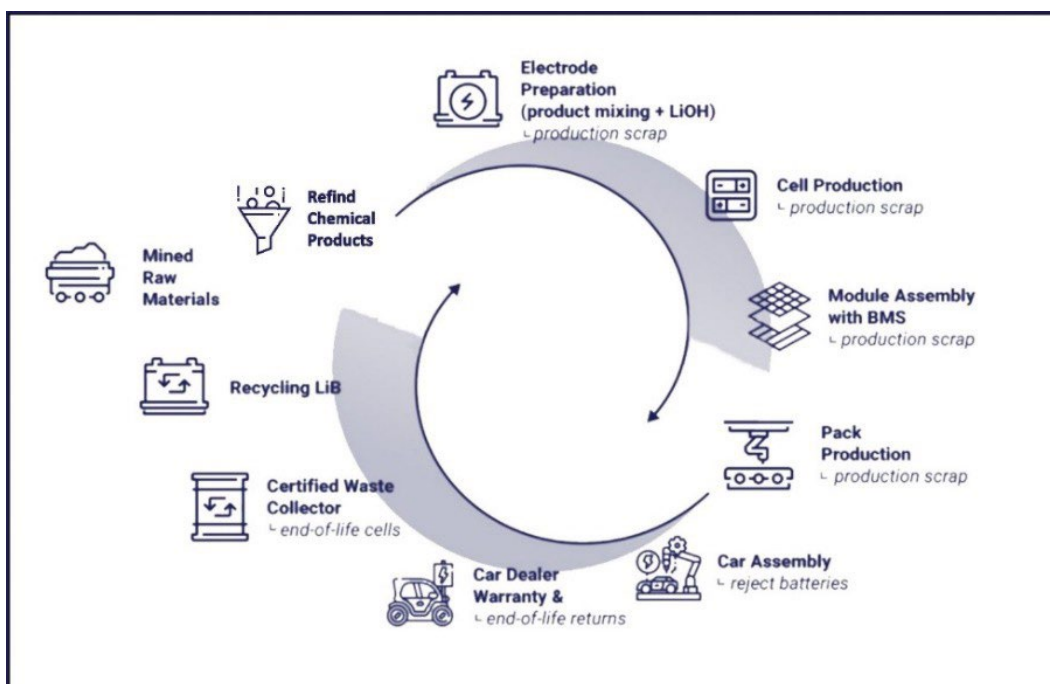 Electrode
Preparation
(product mixing + LiOH)
∟ production scrap
Cell Production
∟ production scrap
Module Assembly
with BMS
∟ production scrap
Pack
Production
∟ production scrap
Car Assembly
∟ reject batteries
Car Dealer
Warranty &
∟ end-of-life returns
Certified Waste
Collector
∟ end-of-life cells
Recycling LiB
Mined
Raw
Materials
Refind
Chemical
Products